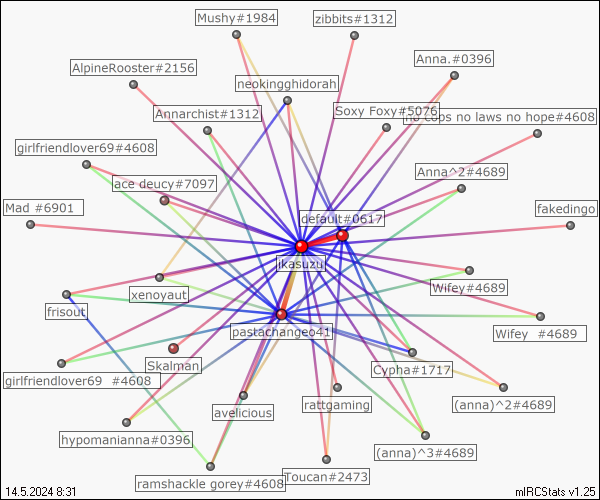 Mushy#1984
zibbits#1312
Anna.#0396
AlpineRooster#2156
neokingghidorah
Annarchist#1312
Soxy Foxy#5076
no cops no laws no hope#4608
girlfriendlover69#4608
ace deucy#7097
Anna^2#4689
Mad #6901
default#0617
fakedingo
ikasuzu
xenoyaut
Wifey#4689
frisout
pastachange641
Wifey  #4689
Skalman
Cypha#1717
girlfriendlover69  #4608
rattgaming
(anna)^2#4689
avelicious
hypomanianna#0396
(anna)^3#4689
Toucan#2473
ramshackle gorey#4608
14.5.2024 8:31
mIRCStats v1.25